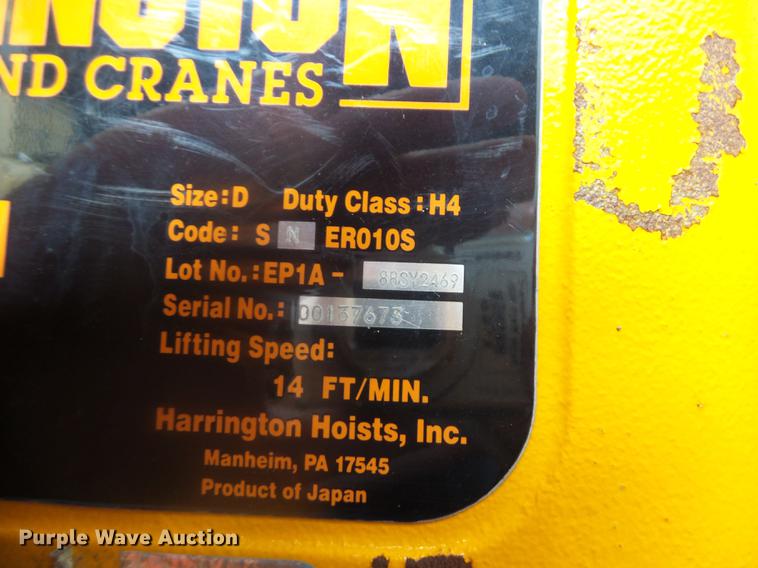 NGTON
ND CRANES
Size:D Duty Class:H4
Code: S N ER010S
Lot No.:EP1A-
Serial No.: 00137673
Lifting Speed:
14 FT/MIN.
Harrington Hoists, Inc.
Manheim, PA 17545
Product of Japan
Purple Wave Auction